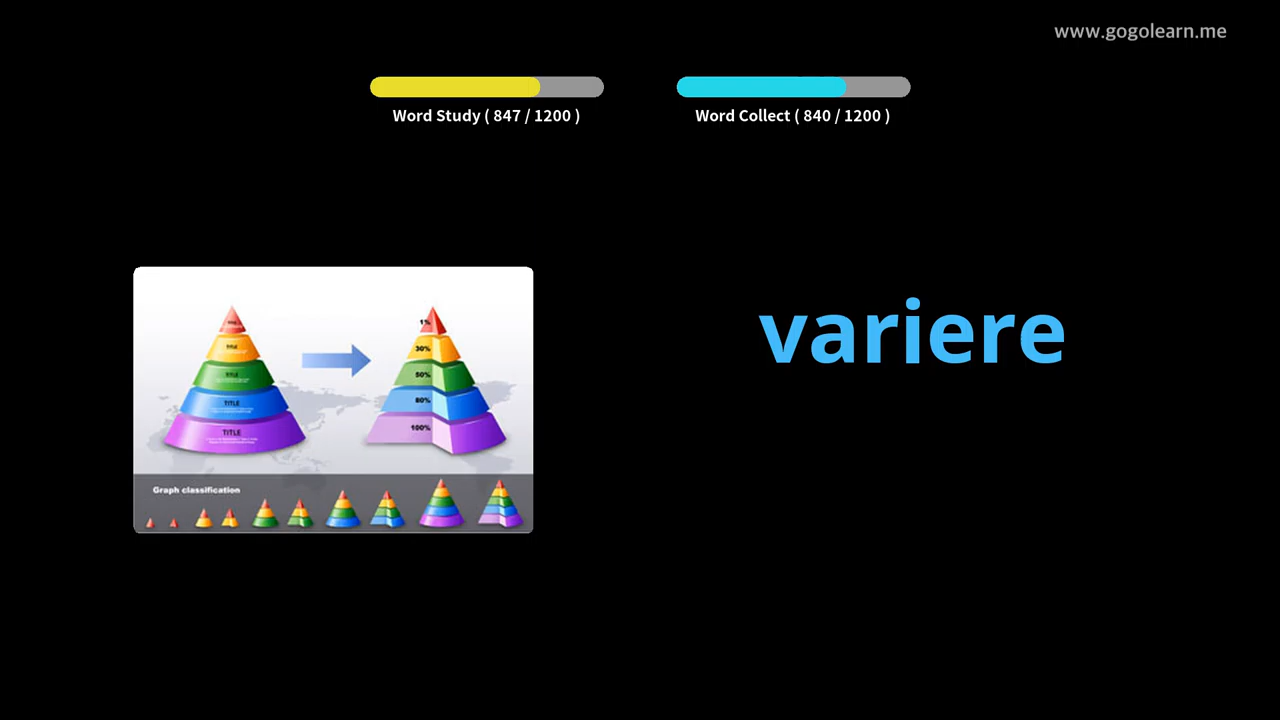 www.gogolearn.me
Word Study ( 847 / 1200 )
Word Collect ( 840 / 1200 )
variere
1%
TITLE
30%
TITLE
50%
TITLE
80%
TITLE
100%
Graph classification